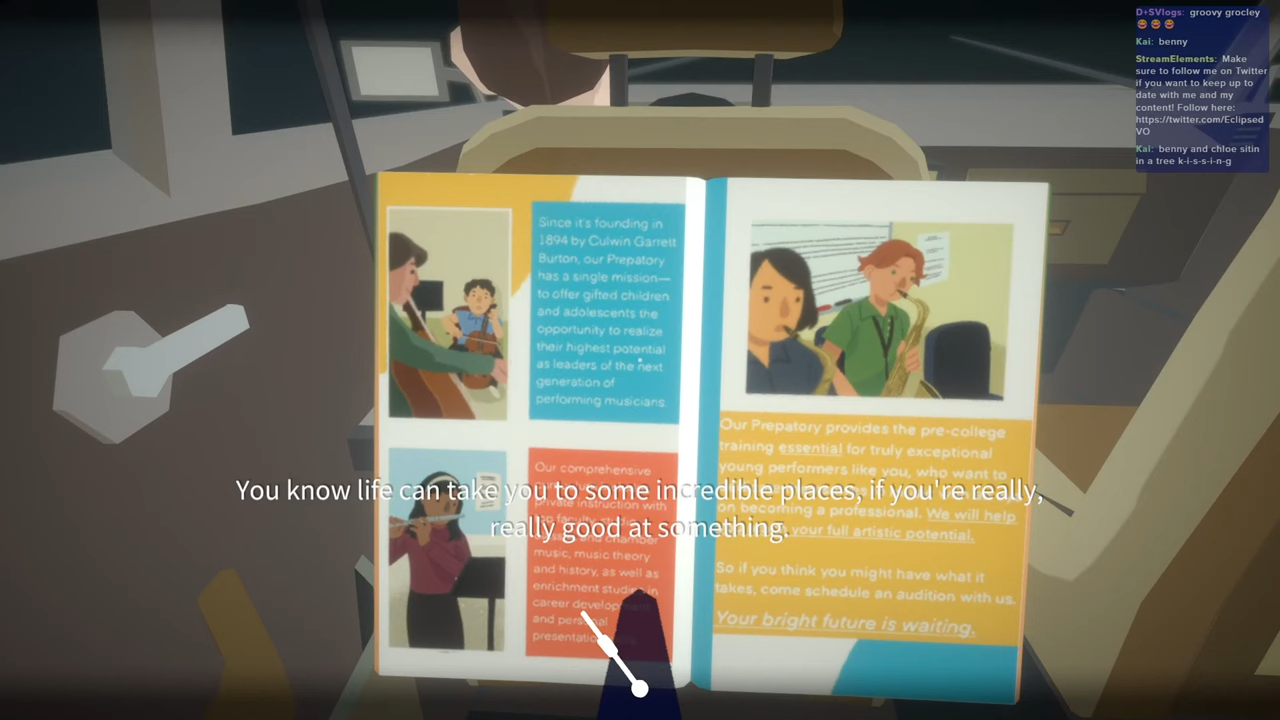 D+SVlogs: groovy grocley
Kai: benny
StreamElements: Make
sure to follow me on Twitter
if you want to keep up to
date with me and my
content! Follow here:
https://twitter.com/Eclipsed
VO
Kai: benny and chloe sitin
in a tree k-i-s-s-i-n-g
Since it's founding in
1894 by Culwin Garrett
Burton, our Prepatory
has a single mission—
to offer gifted children
and adolescents the
opportunity to realize
their highest potential
as leaders of the next
generation of
performing musicians.
Our comprehensive
private instruction with
music, music theory
and history, as well as
enrichment studies in
career development
and personal
Our Prepatory provides the pre-college
training essential for truly exceptional
young performers like you, who want to
on becoming a professional. We will help
your full artistic potential.
So if you think you might have what it
takes, come schedule an audition with us.
Your bright future is waiting.
You know life can take you to some incredible places, if you're really,
really good at something.